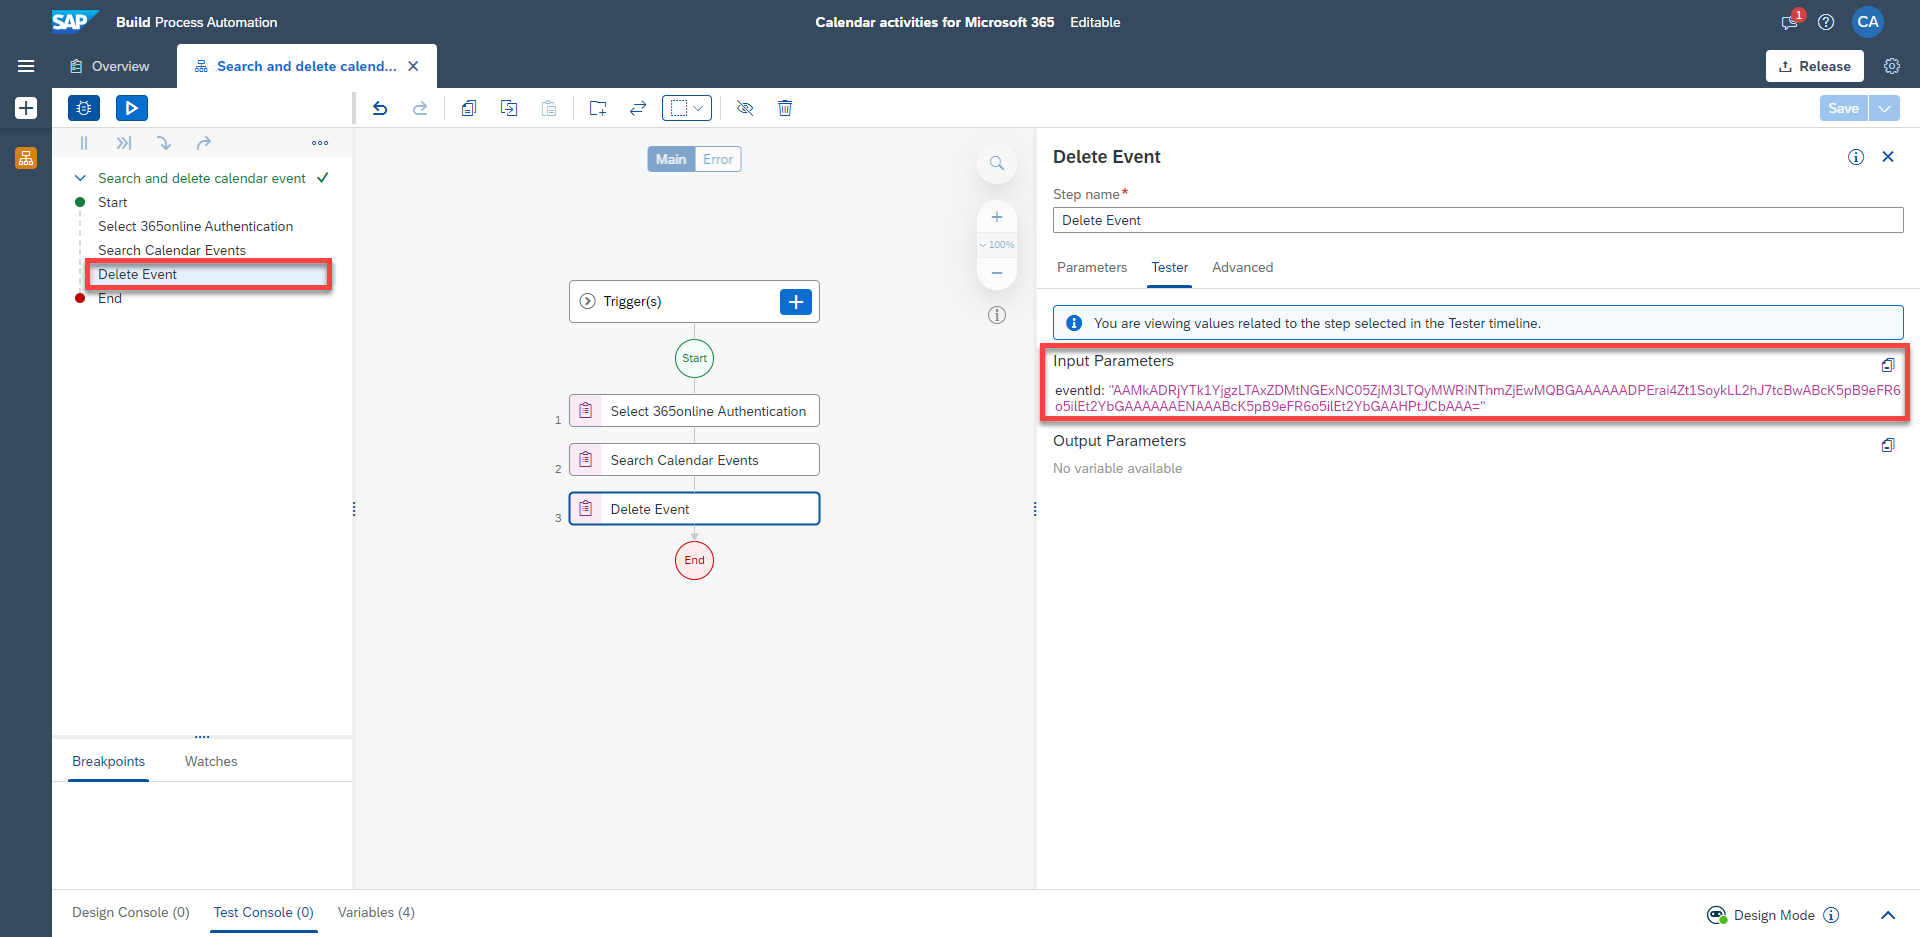 SAP Build Process Automation
Calendar activities for Microsoft 365 Editable
1
CA
Overview
Search and delete calend...
Release
Save
Search and delete calendar event
Start
Select 365online Authentication
Search Calendar Events
Delete Event
End
Breakpoints
Watches
Main
Error
100%
Trigger(s)
Start
1
Select 365online Authentication
2
Search Calendar Events
3
Delete Event
End
Delete Event
Step name*
Delete Event
Parameters
Tester
Advanced
You are viewing values related to the step selected in the Tester timeline.
Input Parameters
eventId: "AAMkADRjYTk1YjgzLTAxZDMtNGExNC05ZjM3LTQyMWRiNThmZjEwMQBGAAAAAADPErai4Zt1SoykLL2hJ7tcBwABcK5pB9eFR6
o5ilEt2YbGAAAAAAENAAABcK5pB9eFR6o5ilEt2YbGAAHPtJCbAAA="
Output Parameters
No variable available
Design Console (0)
Test Console (0)
Variables (4)
Design Mode